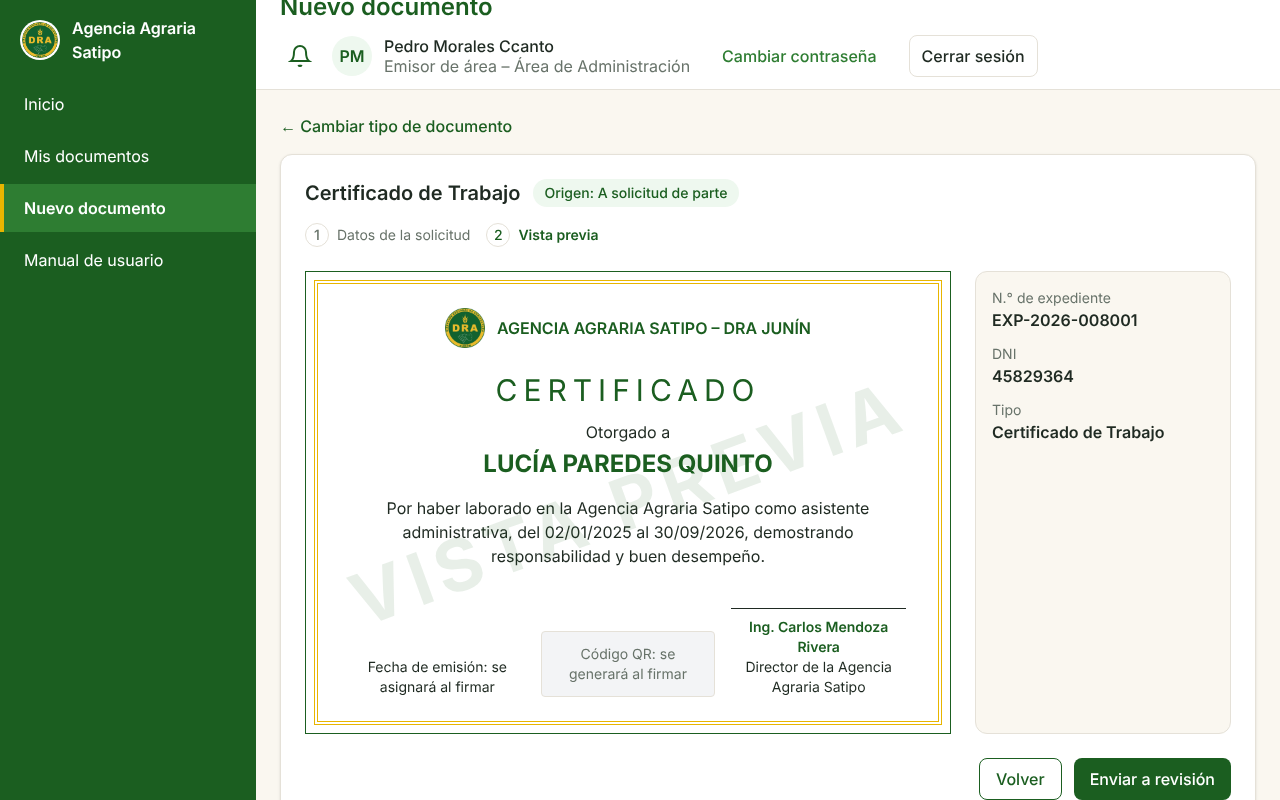 DRA
Agencia Agraria
Satipo
Inicio
Mis documentos
Nuevo documento
Manual de usuario
Nuevo documento
PM
Pedro Morales Ccanto
Emisor de área – Área de Administración
Cambiar contraseña
Cerrar sesión
← Cambiar tipo de documento
Certificado de Trabajo
Origen: A solicitud de parte
1 Datos de la solicitud
2 Vista previa
DRA
AGENCIA AGRARIA SATIPO – DRA JUNÍN
CERTIFICADO
Otorgado a
LUCÍA PAREDES QUINTO
Por haber laborado en la Agencia Agraria Satipo como asistente
administrativa, del 02/01/2025 al 30/09/2026, demostrando
responsabilidad y buen desempeño.
VISTA PREVIA
Fecha de emisión: se
asignará al firmar
Código QR: se
generará al firmar
Ing. Carlos Mendoza
Rivera
Director de la Agencia
Agraria Satipo
N.° de expediente
EXP-2026-008001
DNI
45829364
Tipo
Certificado de Trabajo
Volver
Enviar a revisión